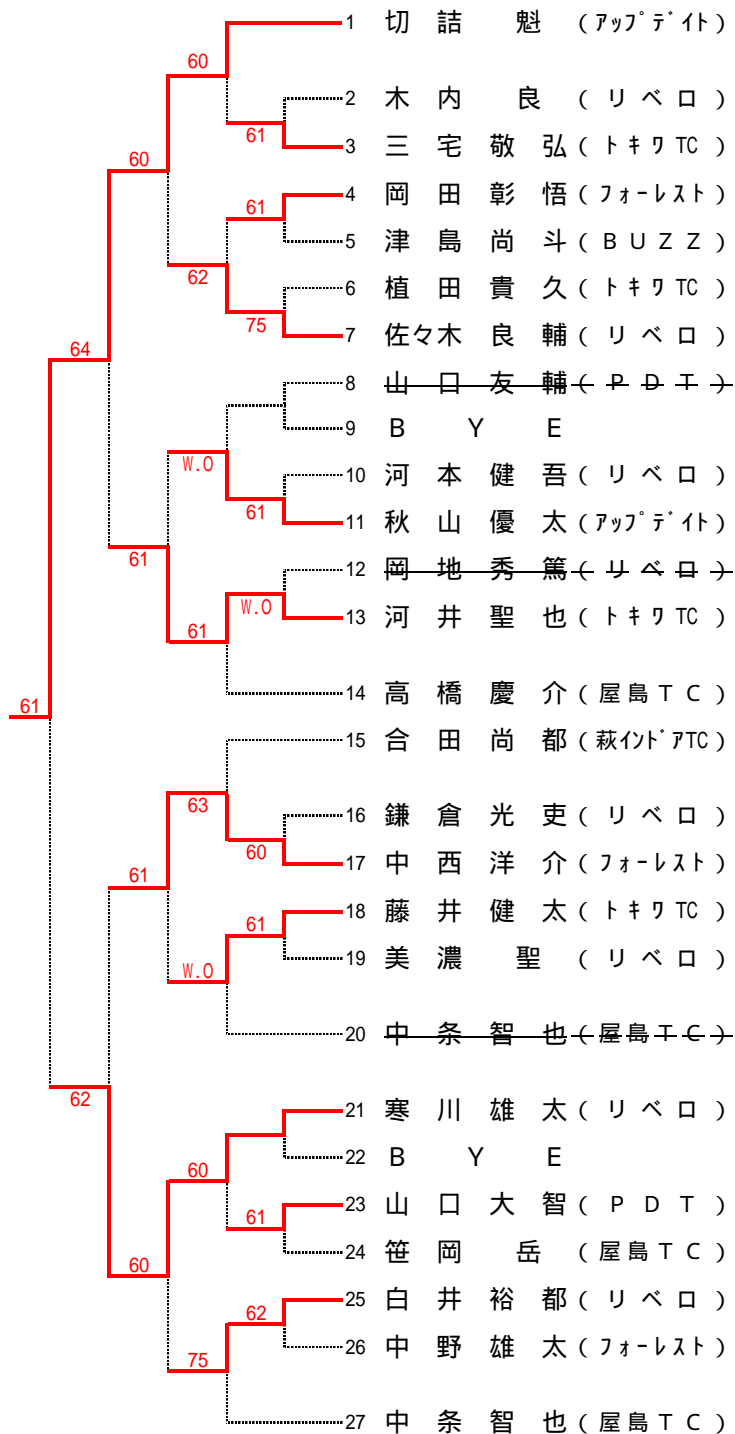 1 切詰 魁 (アップデイト)
60
2 木内 良 (リベロ)
61
3 三宅敬弘 (トキワTC)
60
4 岡田彰悟 (フォーレスト)
61
5 津島尚斗 (BUZZ)
62
6 植田貴久 (トキワTC)
75
7 佐々木良輔 (リベロ)
64
8 山口友輔 (PDT)
9 BYE
W.O
10 河本健吾 (リベロ)
61
11 秋山優太 (アップデイト)
61
12 岡地秀篤 (リベロ)
W.O
13 河井聖也 (トキワTC)
61
14 高橋慶介 (屋島TC)
61
15 合田尚都 (萩インドアTC)
63
16 鎌倉光吏 (リベロ)
60
17 中西洋介 (フォーレスト)
61
18 藤井健太 (トキワTC)
61
19 美濃 聖 (リベロ)
W.O
20 中条智也 (屋島TC)
62
21 寒川雄太 (リベロ)
22 BYE
60
23 山口大智 (PDT)
61
24 笹岡 岳 (屋島TC)
60
25 白井裕都 (リベロ)
62
26 中野雄太 (フォーレスト)
75
27 中条智也 (屋島TC)